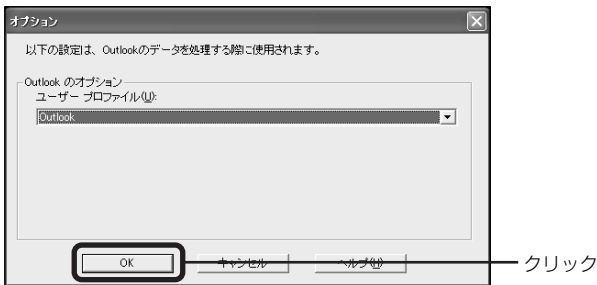 オプション
以下の設定は、Outlookのデータを処理する際に使用されます。
Outlook のオプション
ユーザー プロファイル(U):
Outlook
OK
キャンセル
ヘルプ(H)
クリック